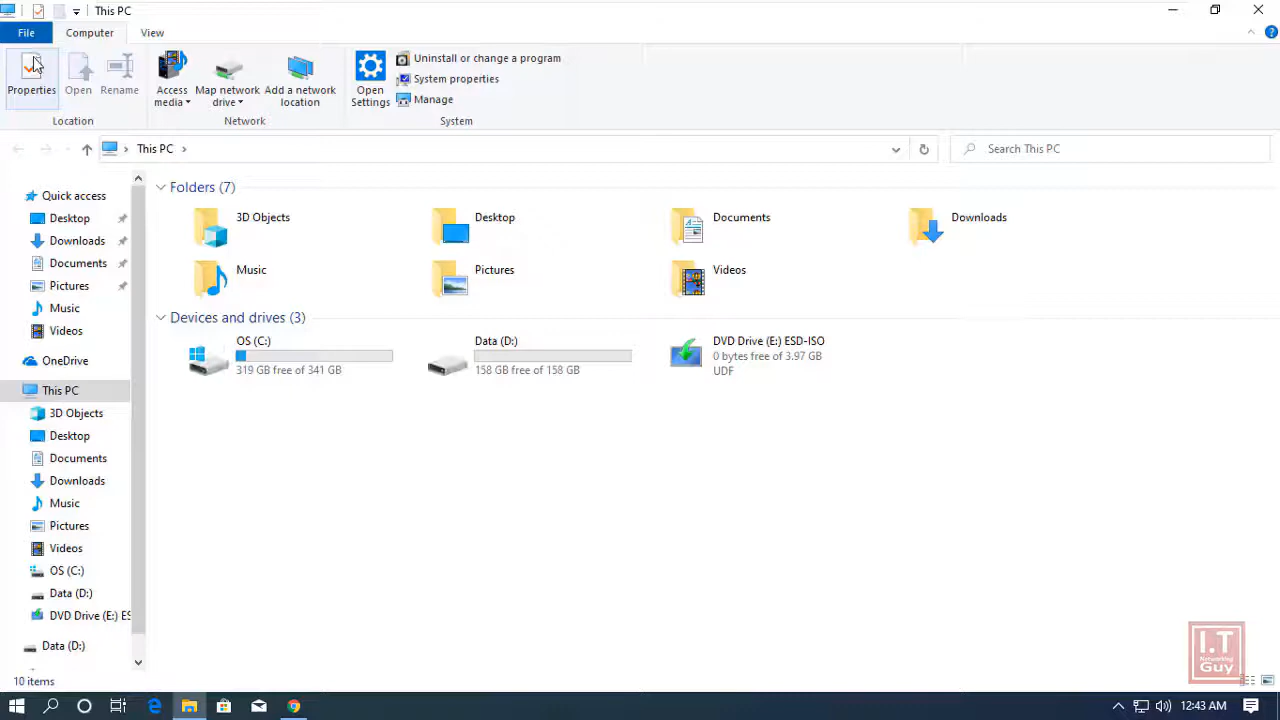 This PC
File Computer View
Properties Open Rename Access media Map network drive Add a network location Open Settings Uninstall or change a program
System properties
Manage
Location Network System
This PC Search This PC
Quick access
Desktop
Downloads
Documents
Pictures
Music
Videos
OneDrive
This PC
3D Objects
Desktop
Documents
Downloads
Music
Pictures
Videos
OS (C:)
Data (D:)
DVD Drive (E:) ES
Data (D:)
Folders (7)
3D Objects Desktop Documents Downloads
Music Pictures Videos
Devices and drives (3)
OS (C:)
319 GB free of 341 GB
Data (D:)
158 GB free of 158 GB
DVD Drive (E:) ESD-ISO
0 bytes free of 3.97 GB
UDF
I.T
Networking
Guy
10 items
12:43 AM